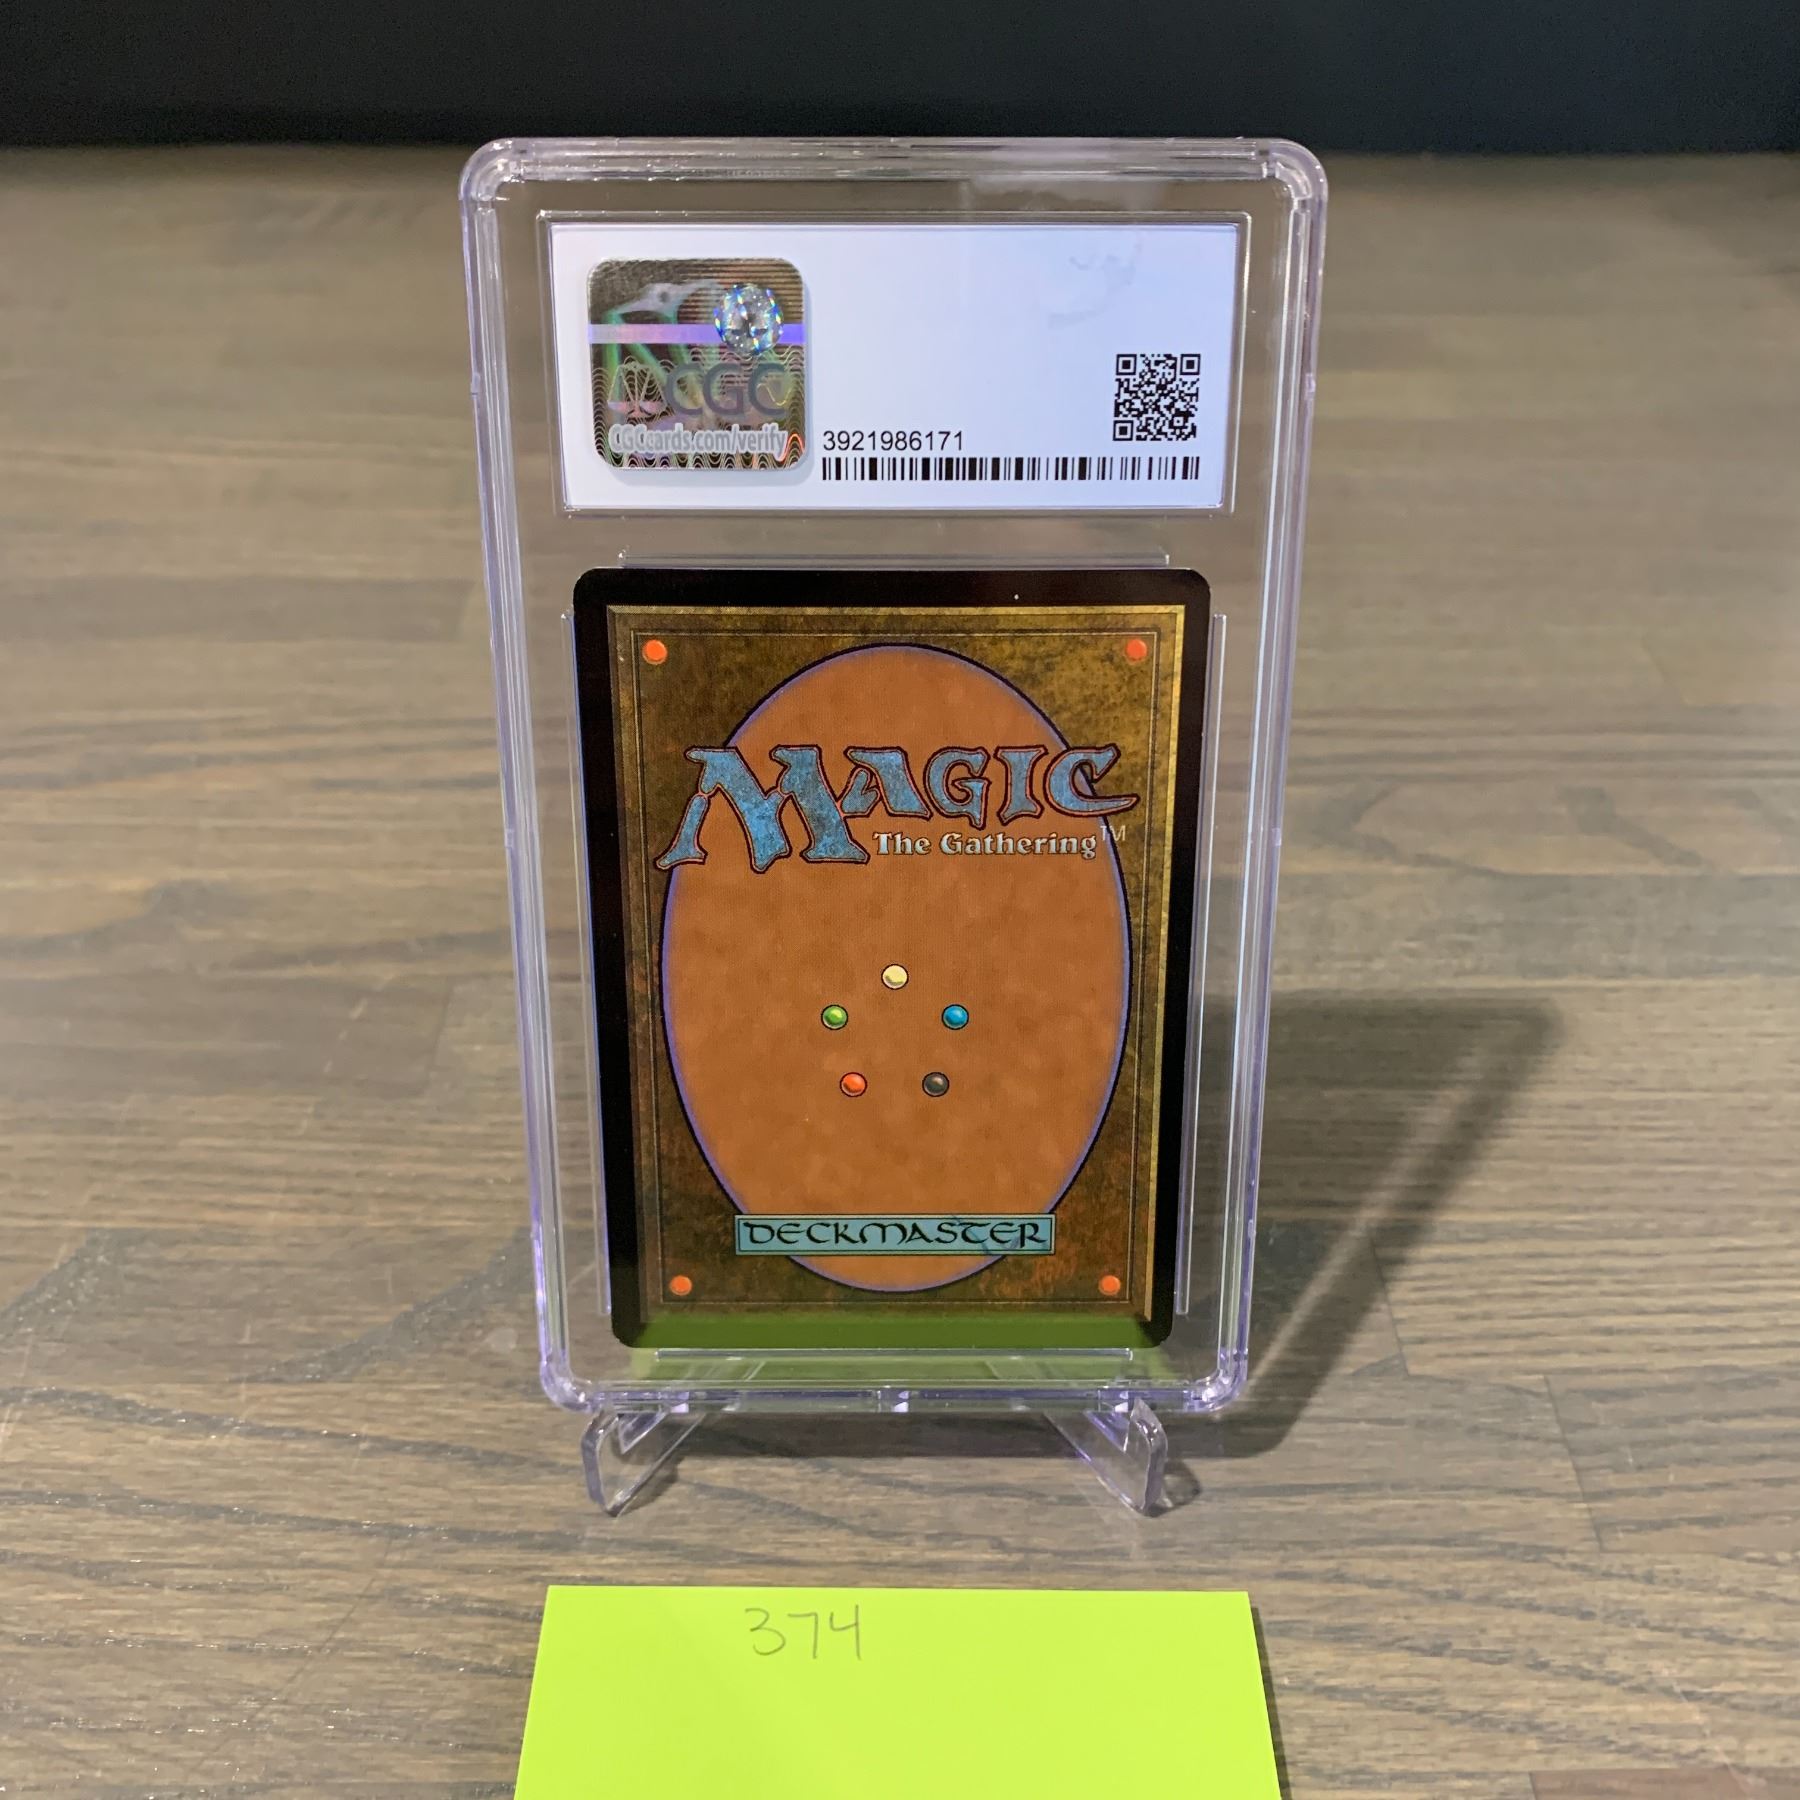 CGC
CGCcards.com/verify
3921986171
MAGIC
The Gathering™
DECKMASTER
374